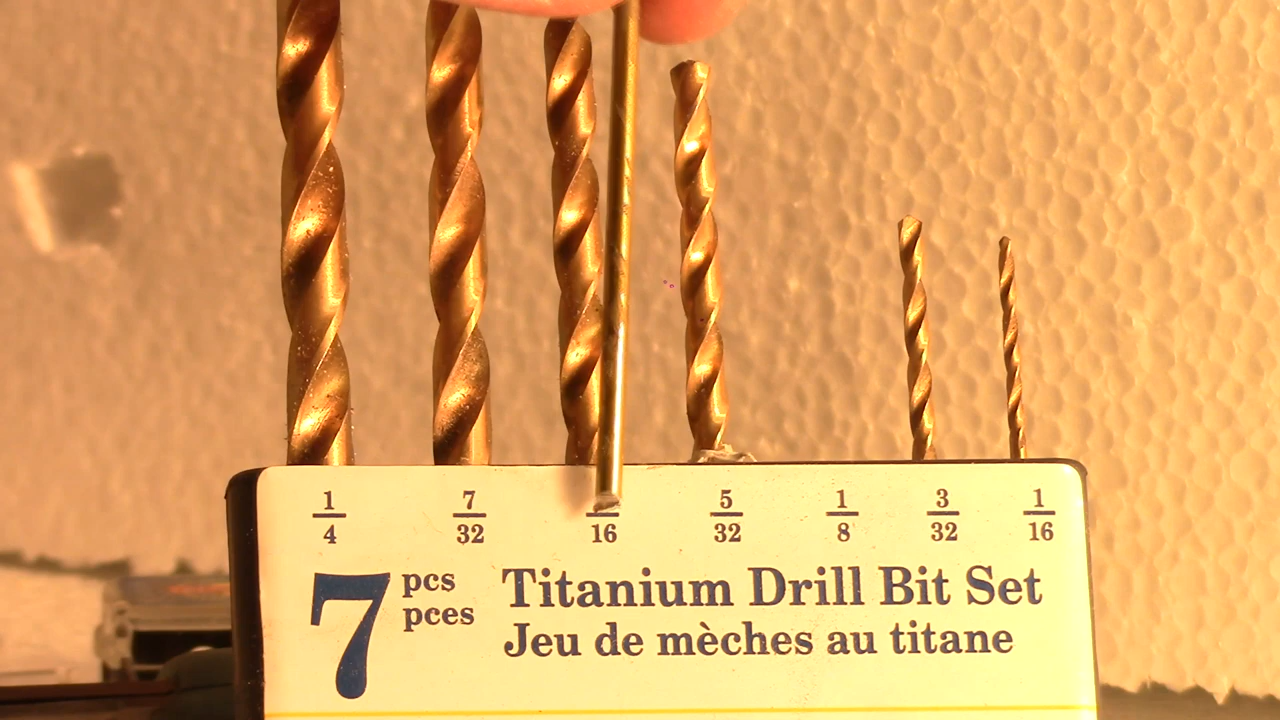 1/4 7/32 /16 5/32 1/8 3/32 1/16
7 pcs pces
Titanium Drill Bit Set
Jeu de mèches au titane